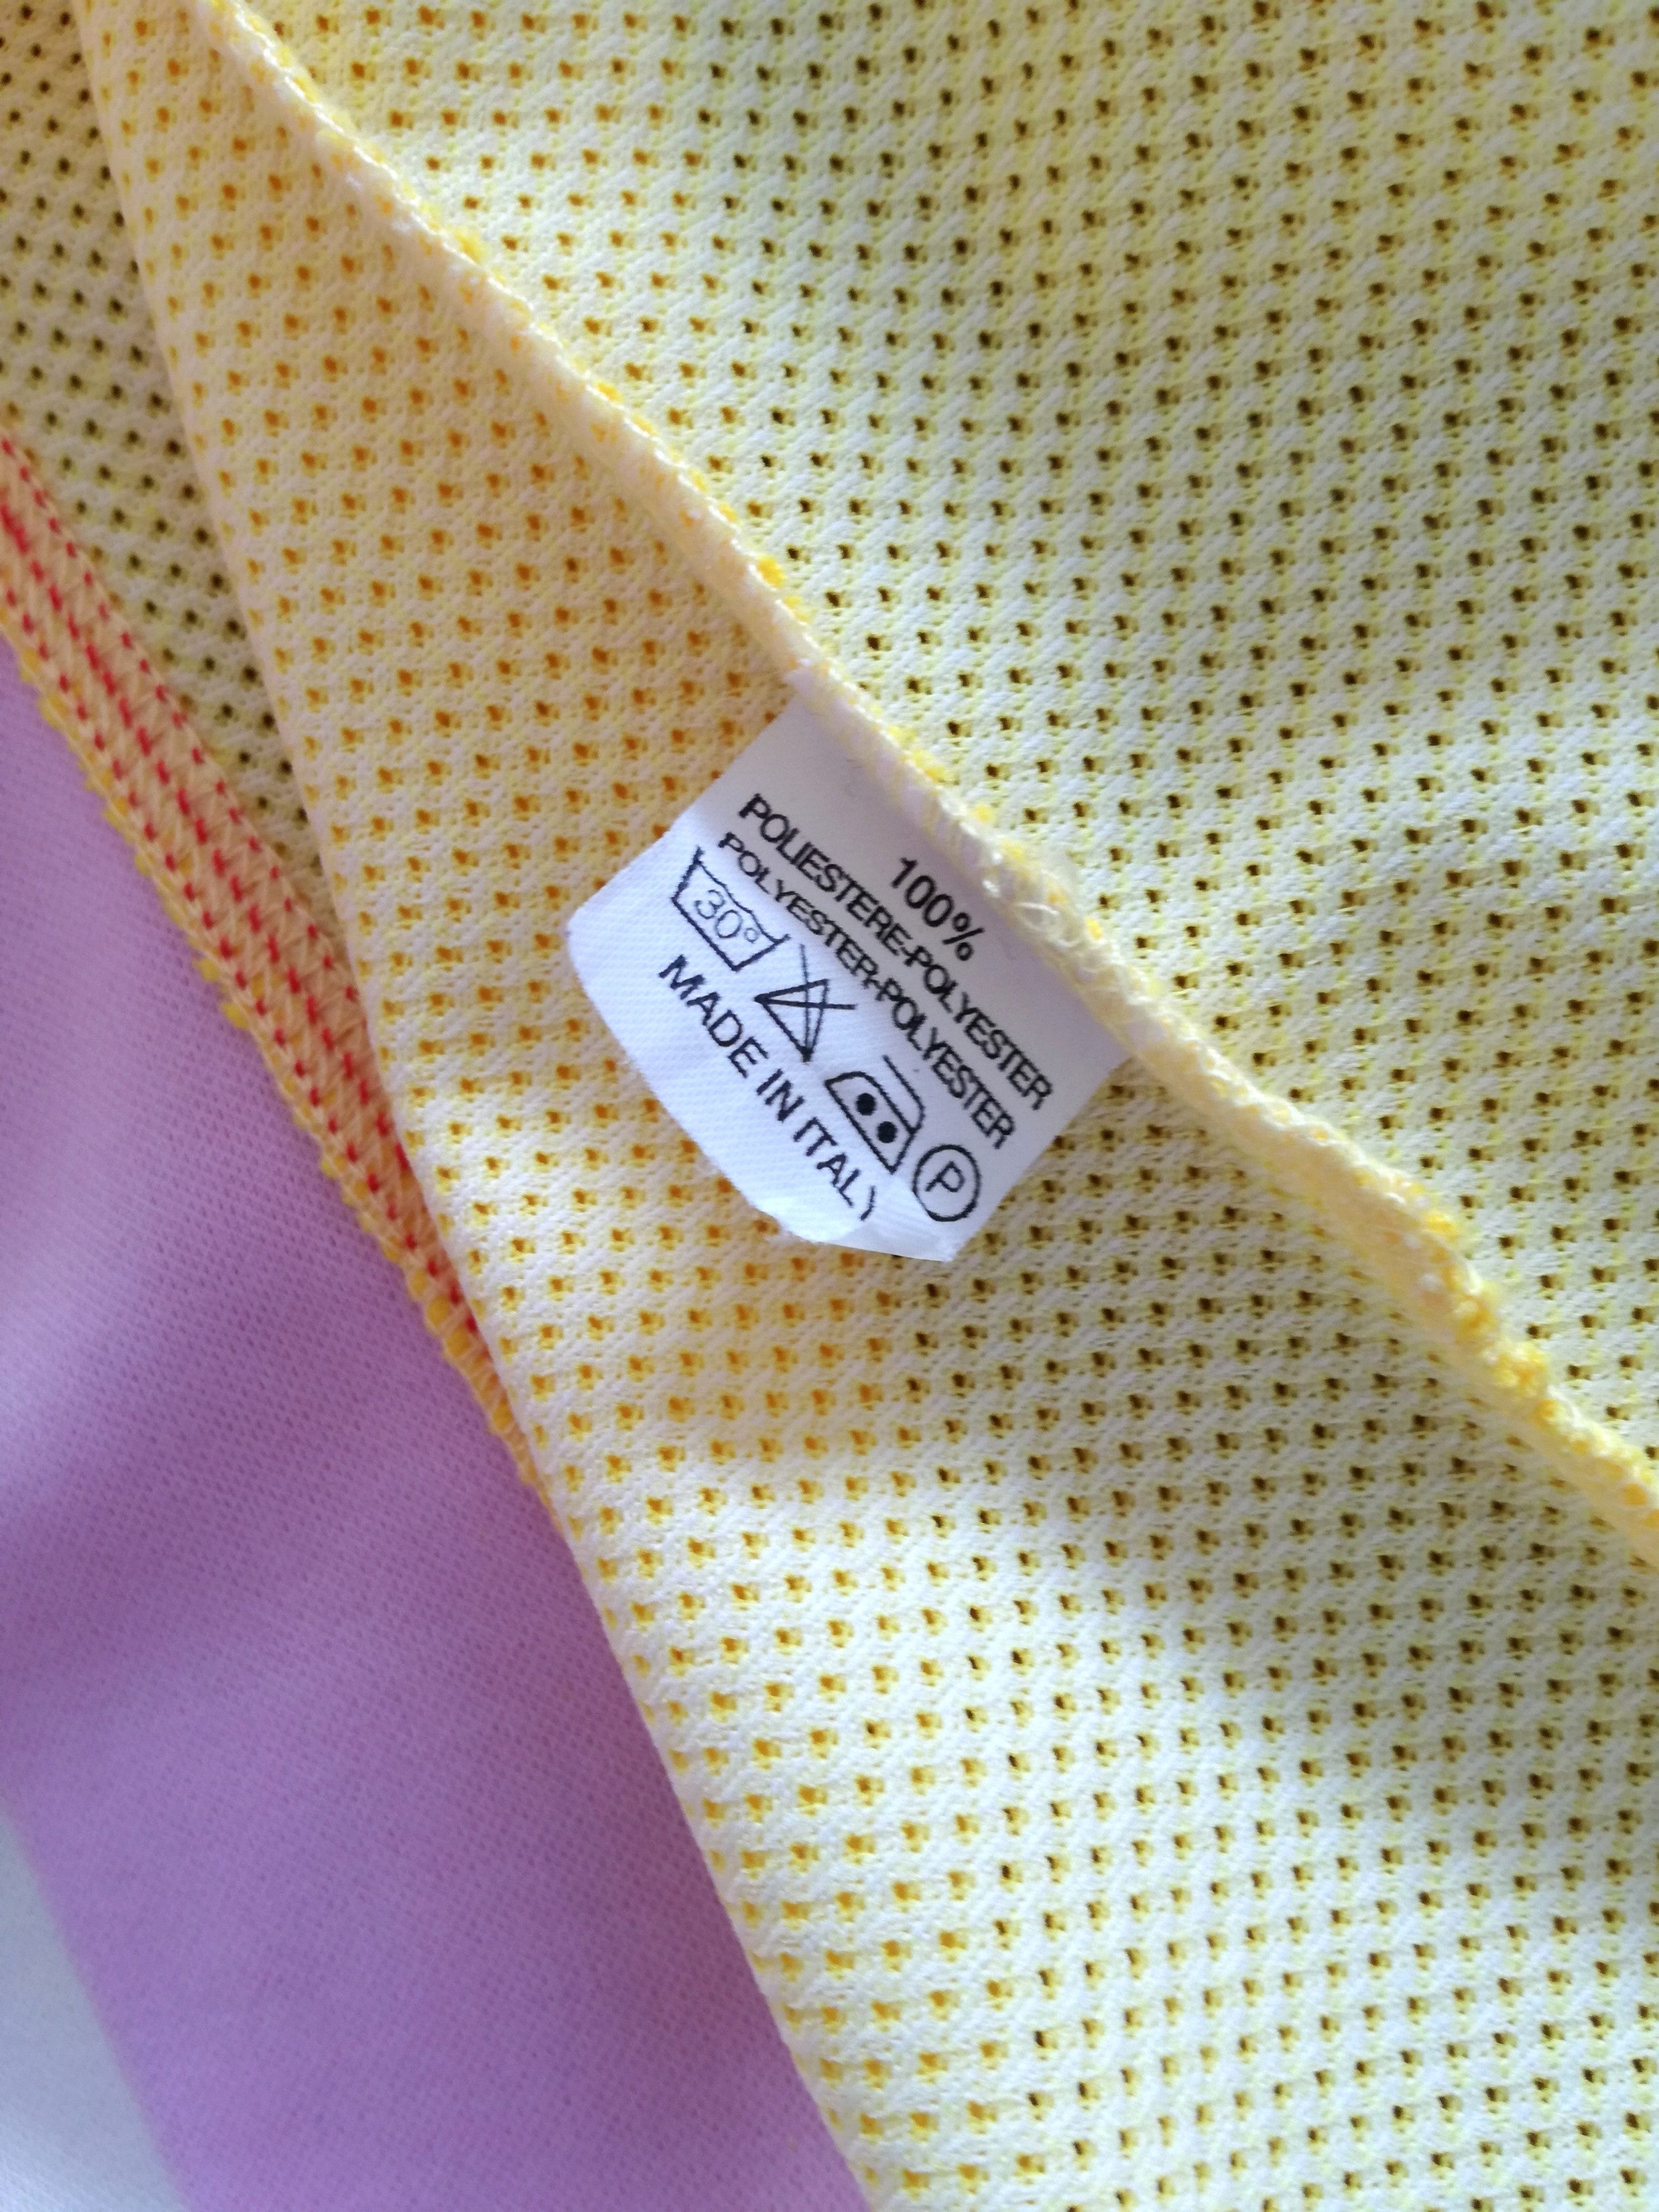 100%
POLIESTERE-POLYESTER
POLYESTER-POLYESTER
30° P
MADE IN ITALY